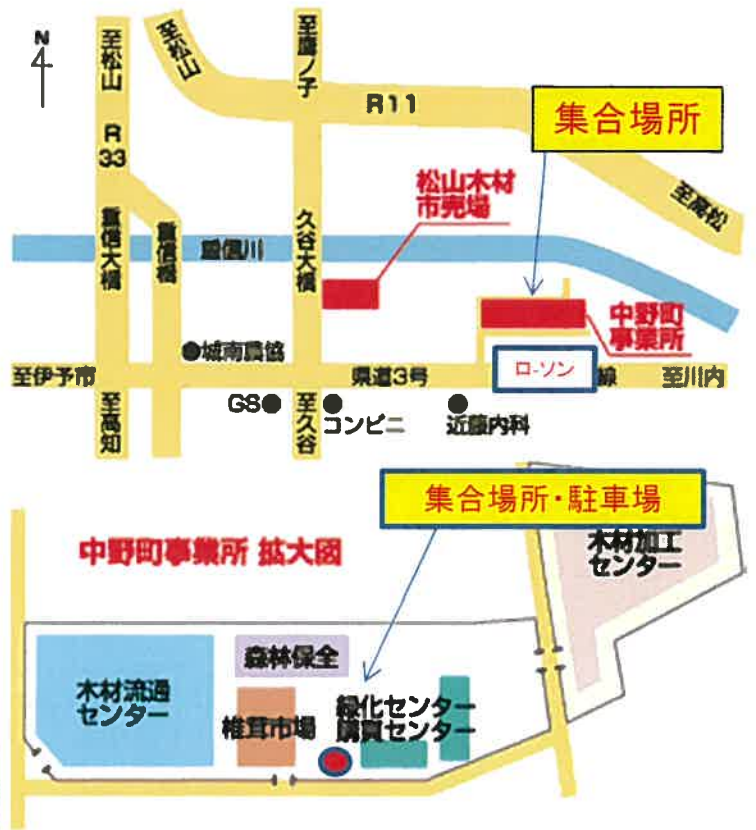 N
至松山
至松山
至鷹ノ子
R11
集合場所
R
33
松山木材
市売場
至高松
重信大橋
重信橋
重信川
久谷大橋
中野町
事業所
城南農協
至伊予市
県道3号
ローソン
線
至川内
至高知
GS
至久谷
コンビニ
近藤内科
集合場所・駐車場
中野町事業所 拡大図
木材加工
センター
森林保全
木材流通
センター
椎茸市場
緑化センター
購買センター